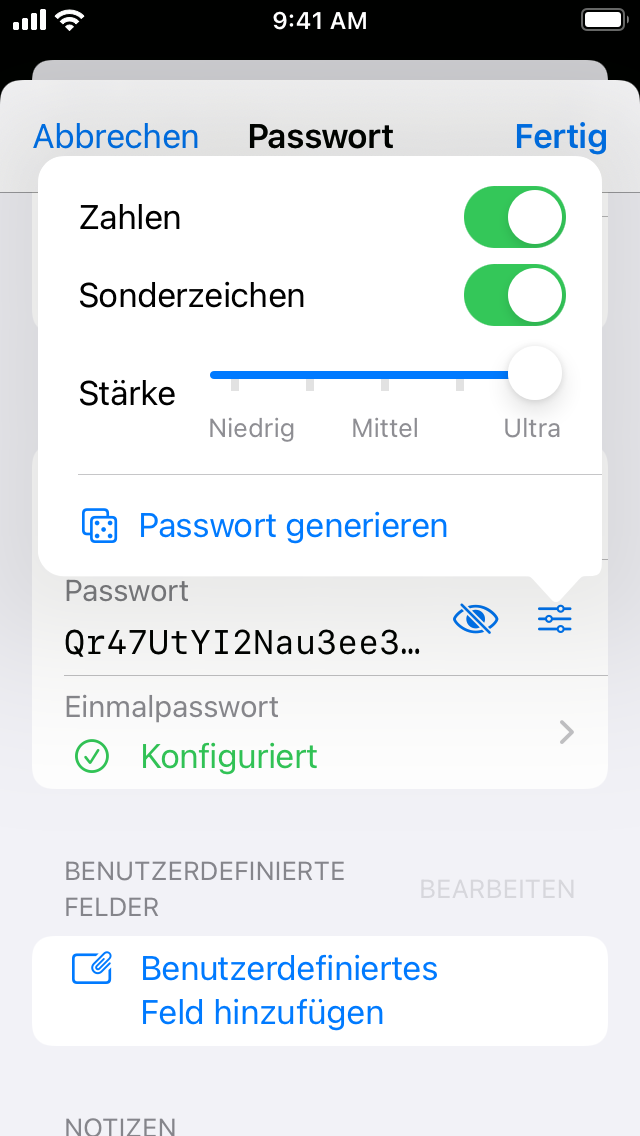 9:41 AM
Abbrechen Passwort Fertig
Zahlen
Sonderzeichen
Stärke
Niedrig Mittel Ultra
Passwort generieren
Passwort
Qr47UtYI2Nau3ee3…
Einmalpasswort
Konfiguriert
BENUTZERDEFINIERTE
FELDER
BEARBEITEN
Benutzerdefiniertes
Feld hinzufügen
NOTIZEN